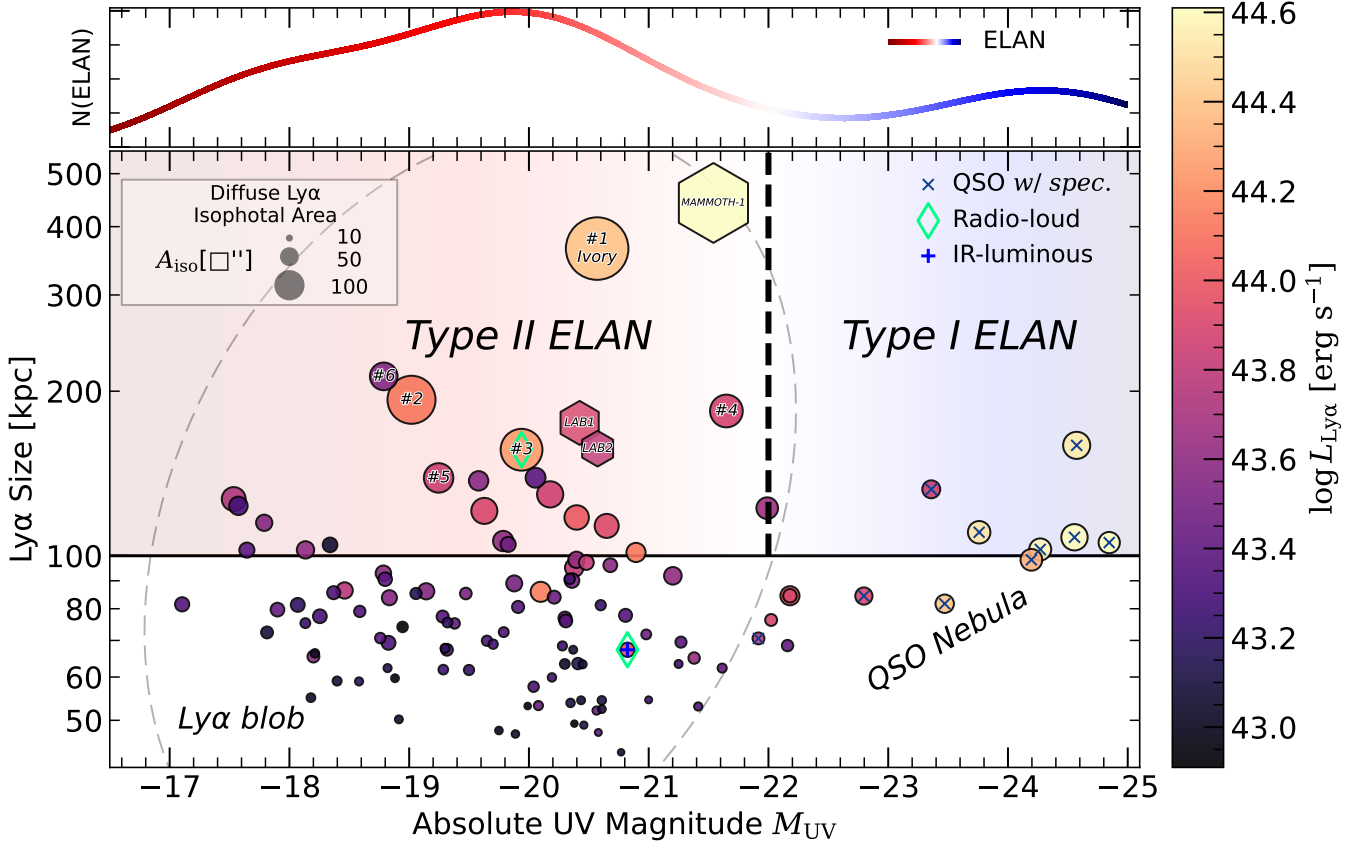 N(ELAN)
ELAN
500
400
300
200
100
80
60
50
Lyα Size [kpc]
Diffuse Lyα
Isophotal Area
A_iso[□'']
10
50
100
MAMMOTH-1
#1
Ivory
QSO w/ spec.
Radio-loud
IR-luminous
Type II ELAN
Type I ELAN
#6
#2
LAB1
#4
#3
LAB2
#5
QSO Nebula
Lyα blob
−17
−18
−19
−20
−21
−22
−23
−24
−25
Absolute UV Magnitude M_UV
44.6
44.4
44.2
44.0
43.8
43.6
43.4
43.2
43.0
log L_Lyα [erg s⁻¹]